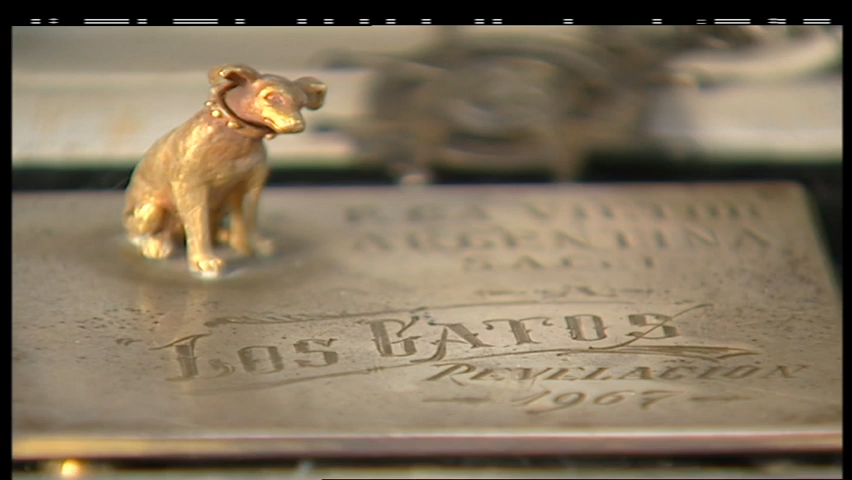 RCA VICTOR
ARGENTINA
S.A.C.I.
A
"LOS GATOS
REVELACION
- 1967 -